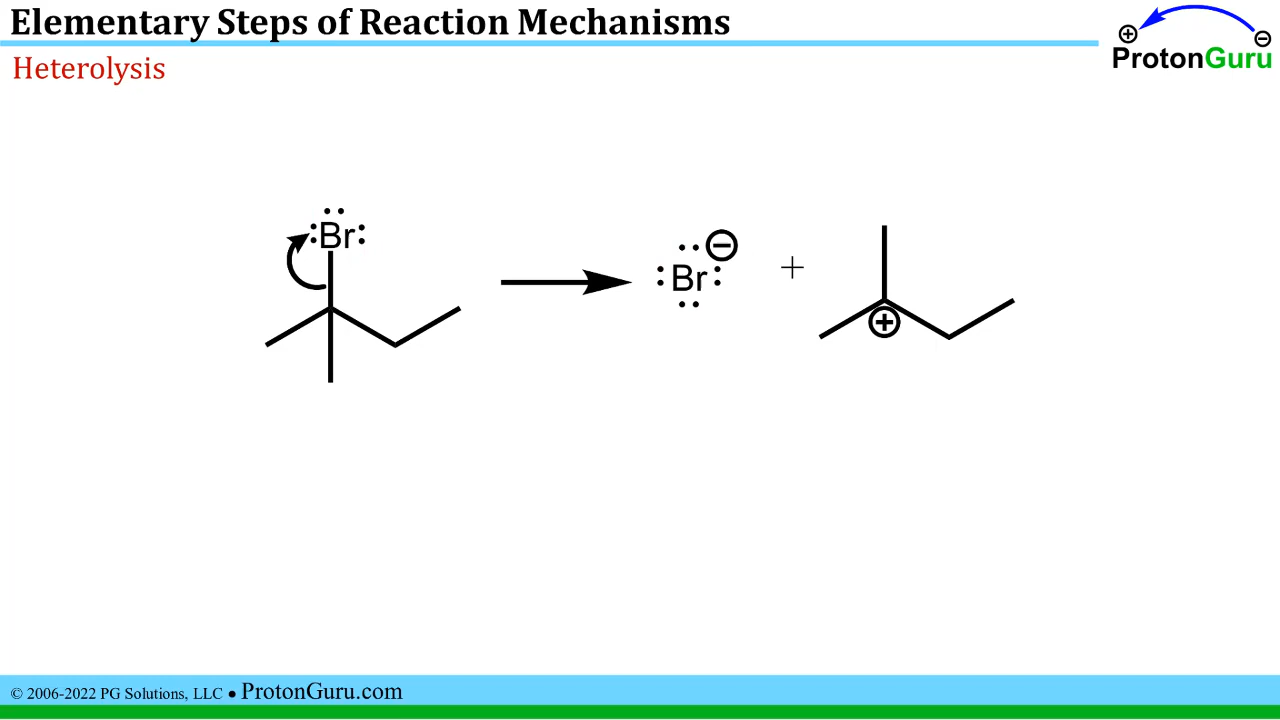 Elementary Steps of Reaction Mechanisms
ProtonGuru
Heterolysis
Br
Br
+
© 2006-2022 PG Solutions, LLC ● ProtonGuru.com